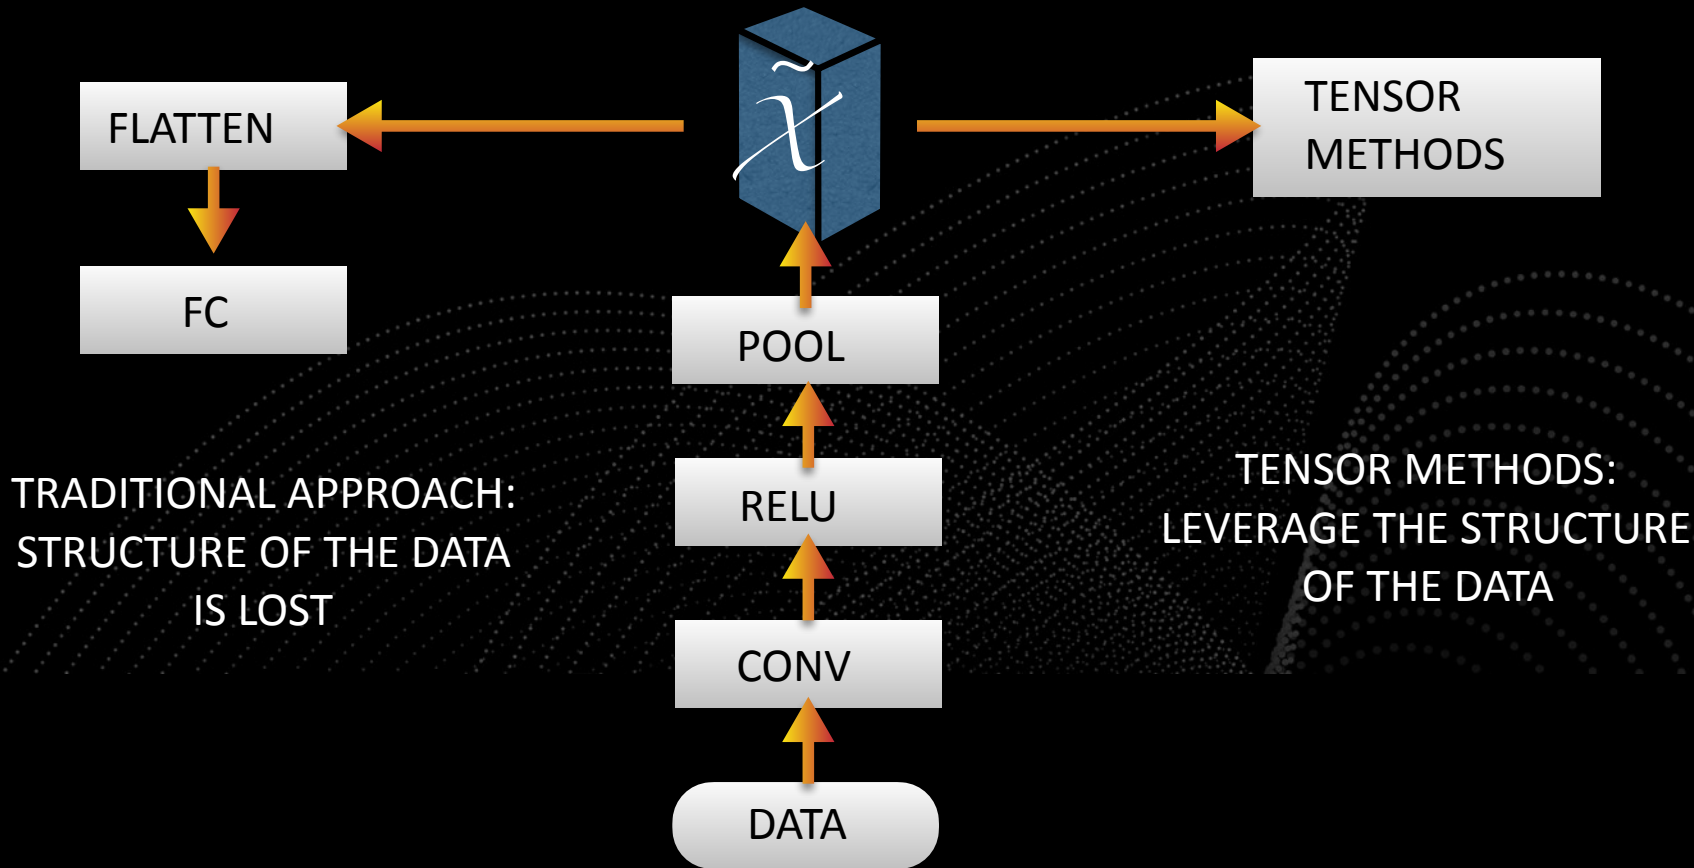 FLATTEN
𝒳̃
TENSOR
METHODS
FC
POOL
TRADITIONAL APPROACH:
STRUCTURE OF THE DATA
IS LOST
RELU
TENSOR METHODS:
LEVERAGE THE STRUCTURE
OF THE DATA
CONV
DATA